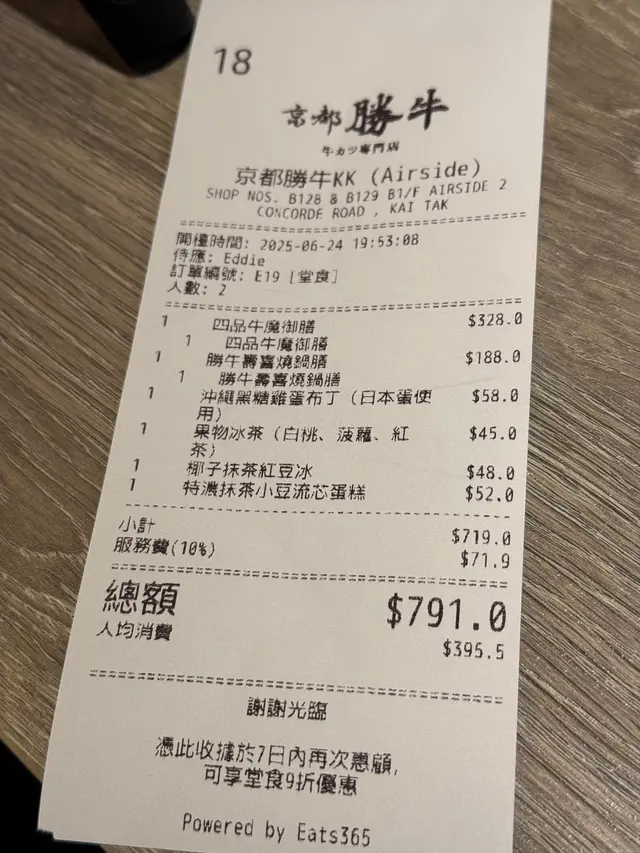 18
京都勝牛
牛カツ専門店
京都勝牛KK (Airside)
SHOP NOS. B128 & B129 B1/F AIRSIDE 2
CONCORDE ROAD , KAI TAK
開檯時間: 2025-06-24 19:53:08
侍應: Eddie
訂單編號: E19 [堂食]
人數: 2
1 四品牛魔御膳 $328.0
1 四品牛魔御膳
1 勝牛壽喜燒鍋膳 $188.0
1 勝牛壽喜燒鍋膳
1 沖繩黑糖雞蛋布丁（日本蛋使 $58.0
用）
1 果物冰茶（白桃、菠蘿、紅 $45.0
茶）
1 椰子抹茶紅豆冰 $48.0
1 特濃抹茶小豆流芯蛋糕 $52.0
小計 $719.0
服務費(10%) $71.9
總額 $791.0
人均消費 $395.5
謝謝光臨
憑此收據於7日內再次惠顧,
可享堂食9折優惠
Powered by Eats365